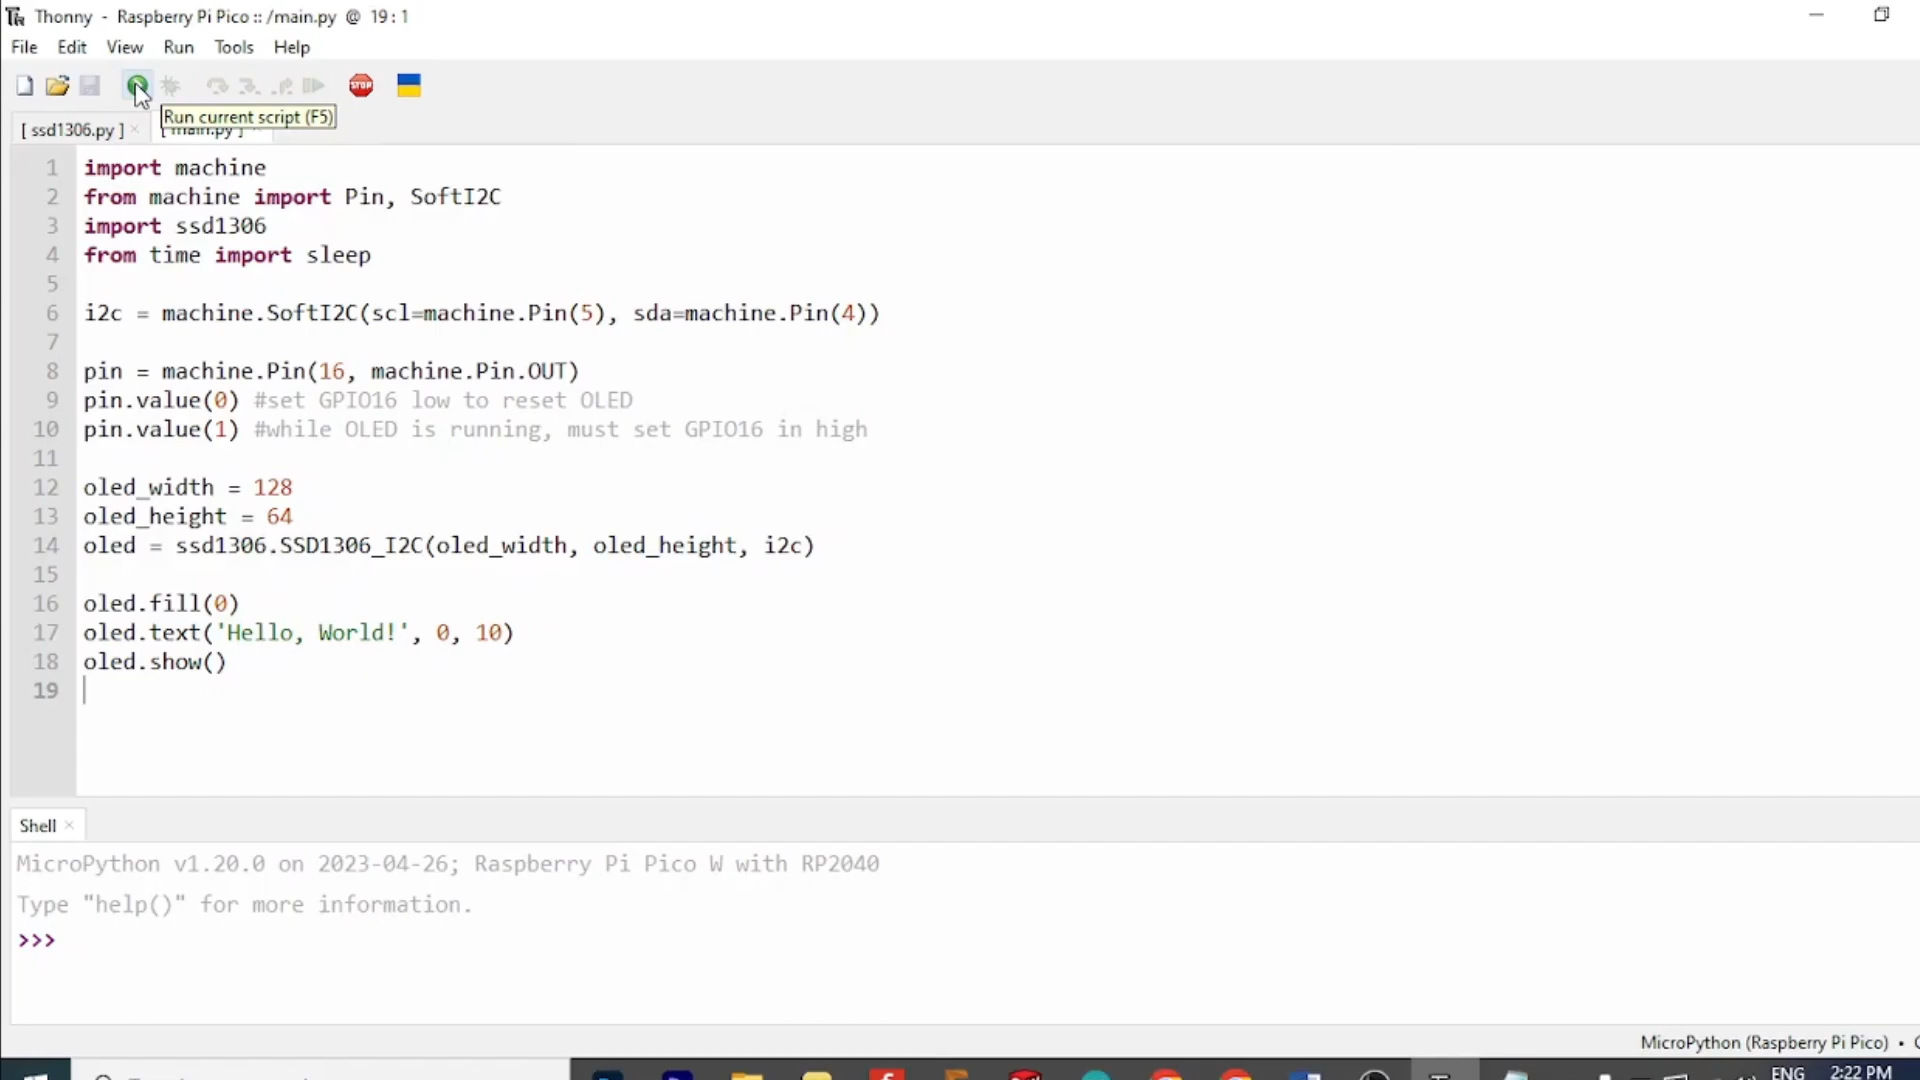 Thonny - Raspberry Pi Pico :: /main.py @ 19 : 1
File Edit View Run Tools Help
STOP
Run current script (F5)
[ ssd1306.py ] × [ main.py ] ×
1 import machine
2 from machine import Pin, SoftI2C
3 import ssd1306
4 from time import sleep
5
6 i2c = machine.SoftI2C(scl=machine.Pin(5), sda=machine.Pin(4))
7
8 pin = machine.Pin(16, machine.Pin.OUT)
9 pin.value(0) #set GPIO16 low to reset OLED
10 pin.value(1) #while OLED is running, must set GPIO16 in high
11
12 oled_width = 128
13 oled_height = 64
14 oled = ssd1306.SSD1306_I2C(oled_width, oled_height, i2c)
15
16 oled.fill(0)
17 oled.text('Hello, World!', 0, 10)
18 oled.show()
19
Shell ×
MicroPython v1.20.0 on 2023-04-26; Raspberry Pi Pico W with RP2040
Type "help()" for more information.
>>>
MicroPython (Raspberry Pi Pico) •
ENG 2:22 PM